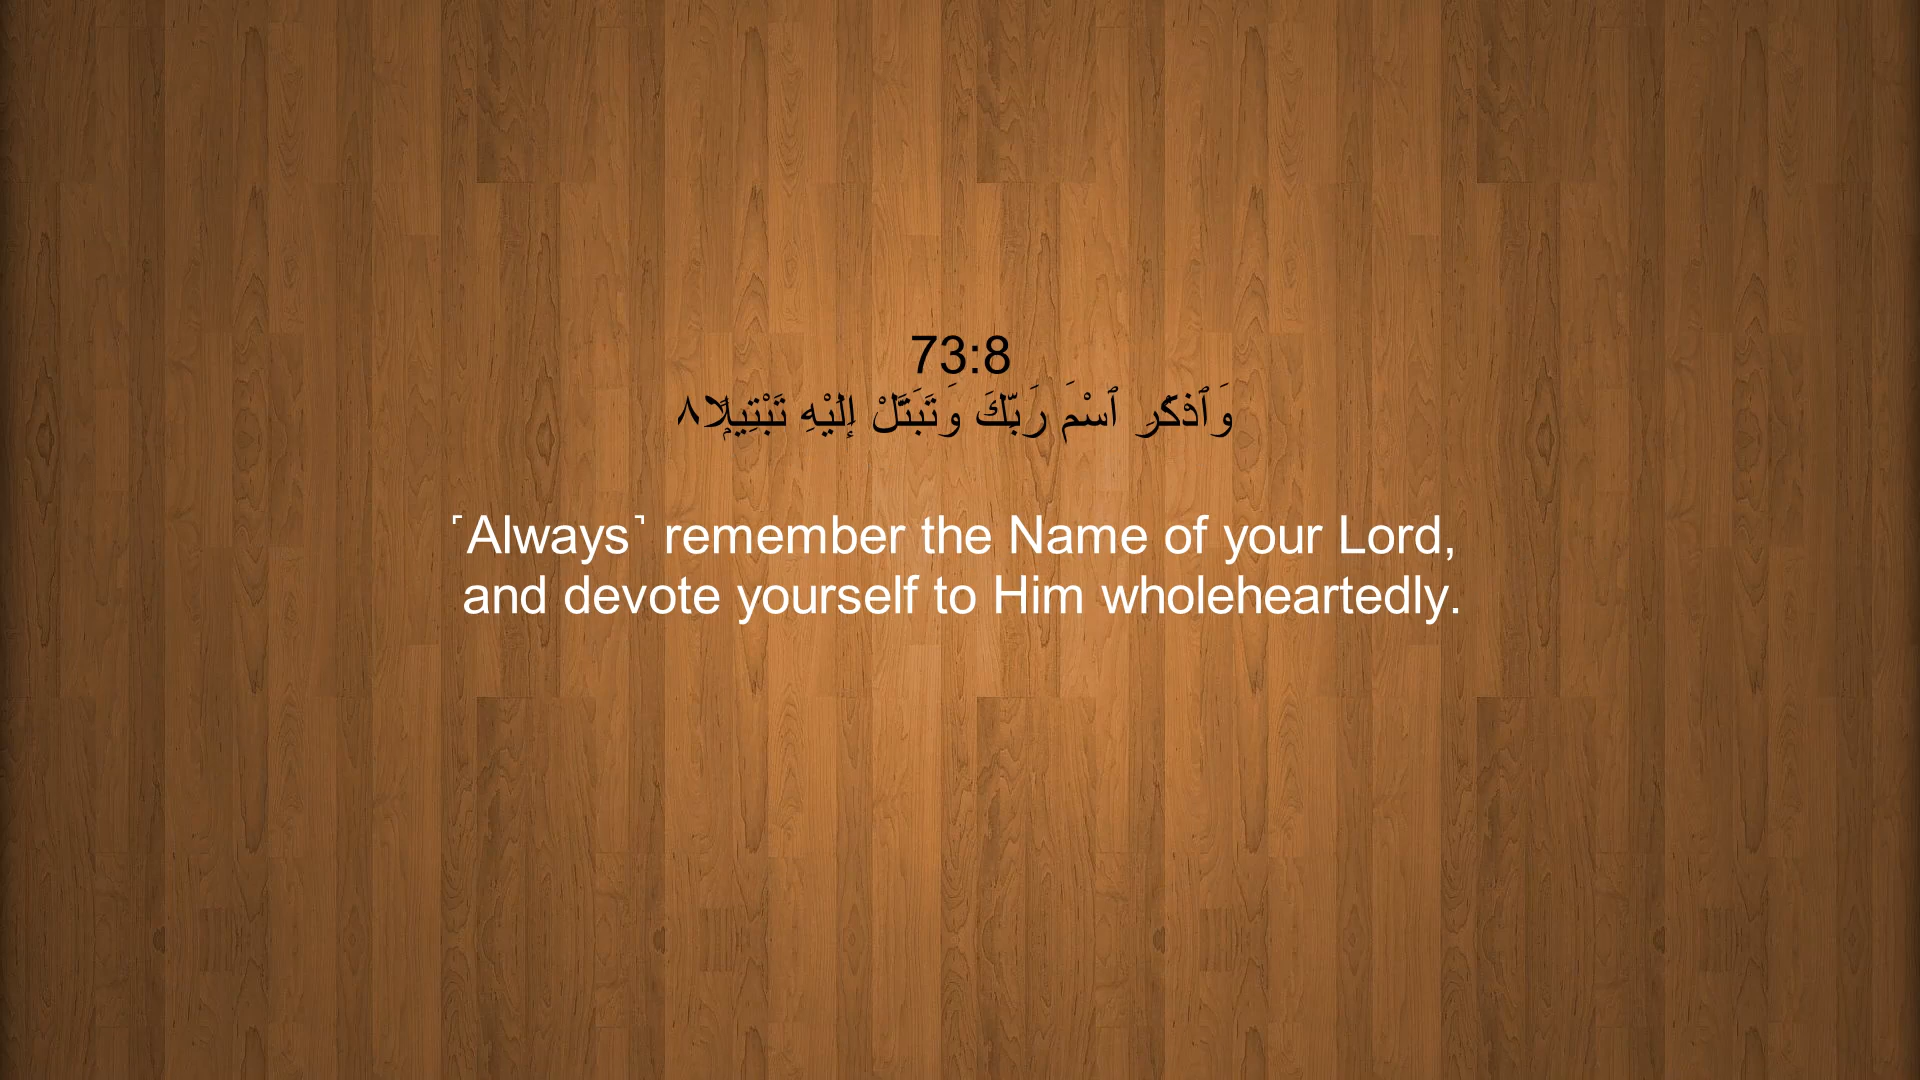 73:8
وَٱذْكُرِ ٱسْمَ رَبِّكَ وَتَبَتَّلْ إِلَيْهِ تَبْتِيلًۭا ٨
˹Always˺ remember the Name of your Lord,
and devote yourself to Him wholeheartedly.